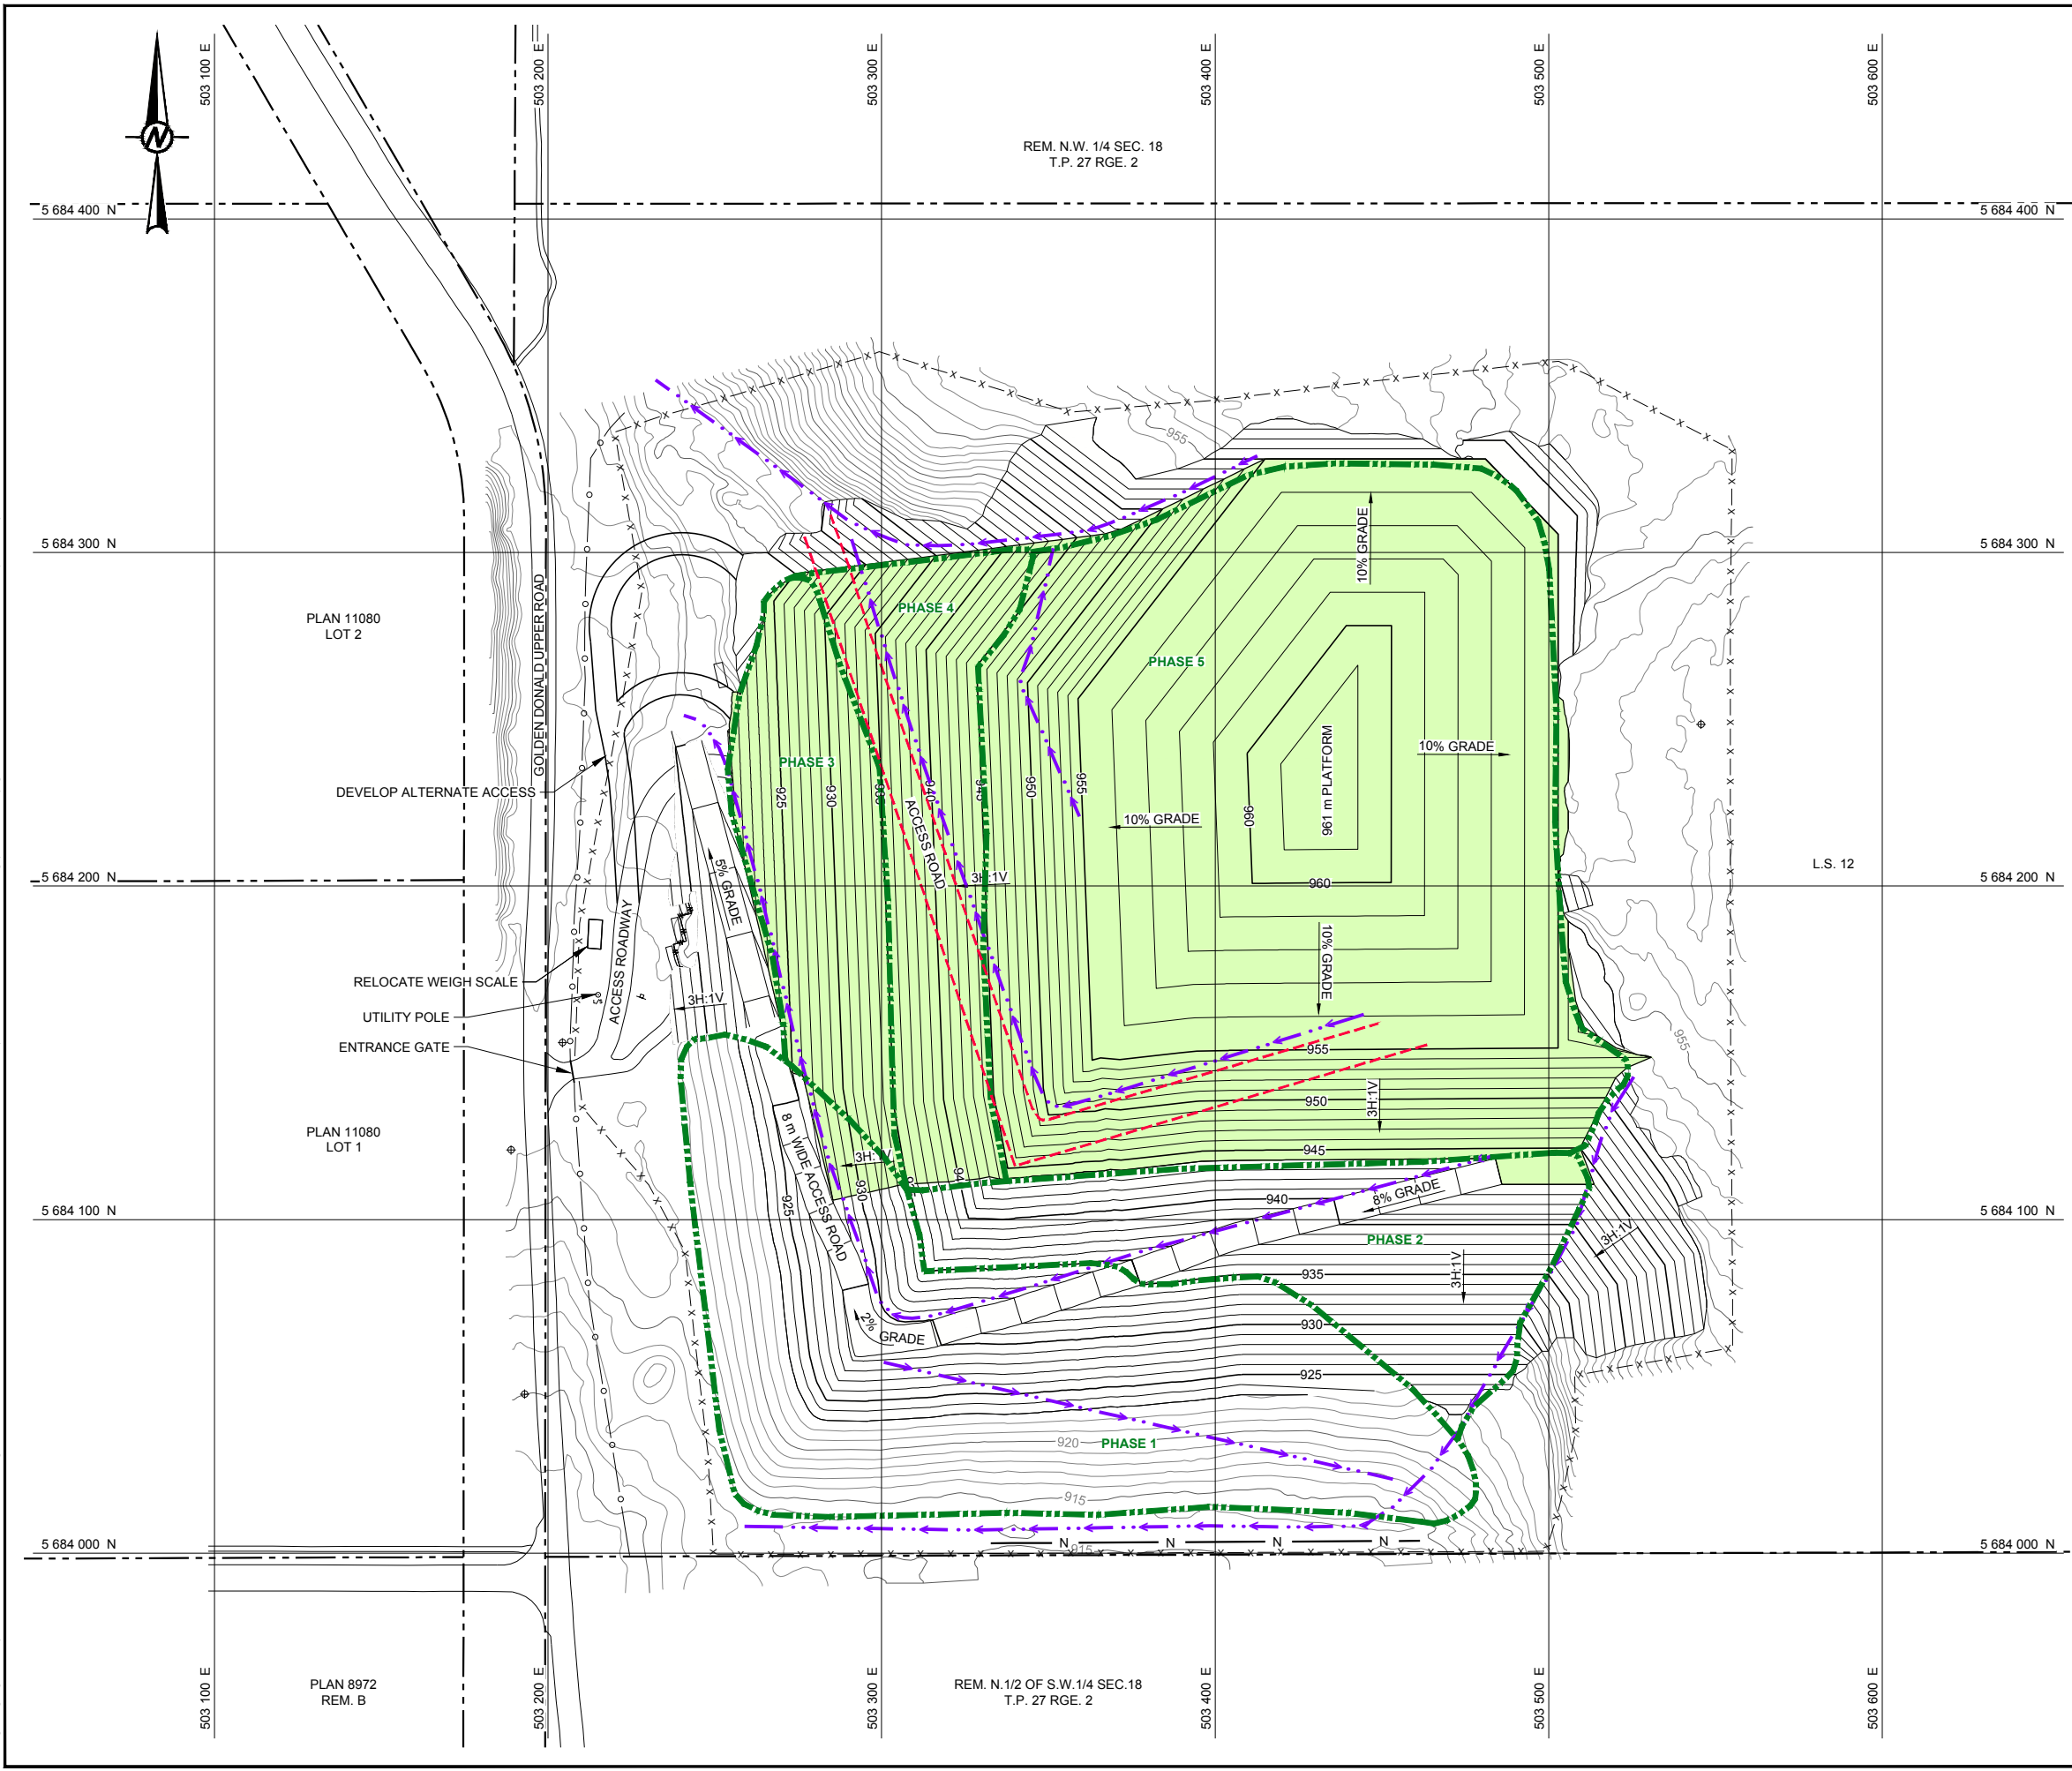 503 100 E
503 200 E
503 300 E
503 400 E
503 500 E
503 600 E
N
REM. N.W. 1/4 SEC. 18
T.P. 27 RGE. 2
5 684 400 N
5 684 400 N
955
5 684 300 N
5 684 300 N
10% GRADE
GOLDEN DONALD UPPER ROAD
PHASE 4
PLAN 11080
LOT 2
PHASE 5
10% GRADE
PHASE 3
961 m PLATFORM
DEVELOP ALTERNATE ACCESS
925
930
940
945
950
955
960
10% GRADE
ACCESS ROAD
L.S. 12
5 684 200 N
5 684 200 N
3H:1V
960
5% GRADE
ACCESS ROADWAY
10% GRADE
RELOCATE WEIGH SCALE
3H:1V
UTILITY POLE
ENTRANCE GATE
955
955
950
3H:1V
PLAN 11080
LOT 1
8 m WIDE ACCESS ROAD
3H:1V
945
925
930
940
8% GRADE
5 684 100 N
5 684 100 N
PHASE 2
3H:1V
3H:1V
935
2%
GRADE
930
925
920
PHASE 1
915
N
N
N
N
915
5 684 000 N
5 684 000 N
PLAN 8972
REM. B
REM. N.1/2 OF S.W.1/4 SEC.18
T.P. 27 RGE. 2
503 100 E
503 200 E
503 300 E
503 400 E
503 500 E
503 600 E